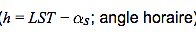 (h = LST – αs; angle horaire)